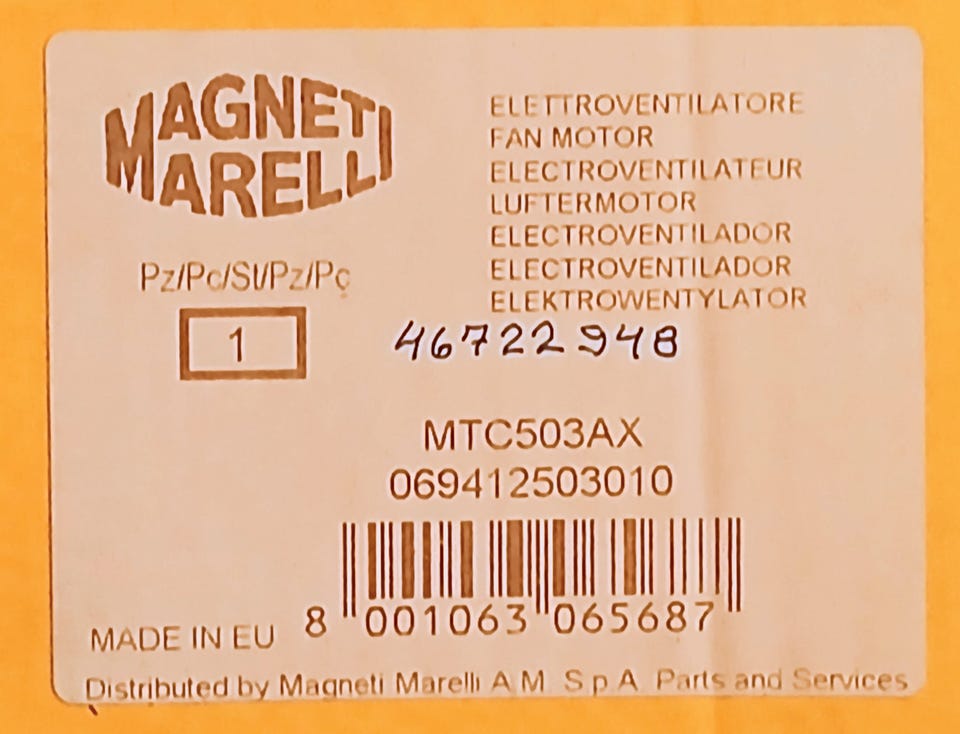 MAGNETI
MARELLI
ELETTROVENTILATORE
FAN MOTOR
ELECTROVENTILATEUR
LUFTERMOTOR
ELECTROVENTILADOR
ELECTROVENTILADOR
ELEKTROWENTYLATOR
Pz/Pc/St/Pz/Pç
1
46722948
MTC503AX
069412503010
8 001063 065687
MADE IN EU
Distributed by Magneti Marelli A M S p A Parts and Services